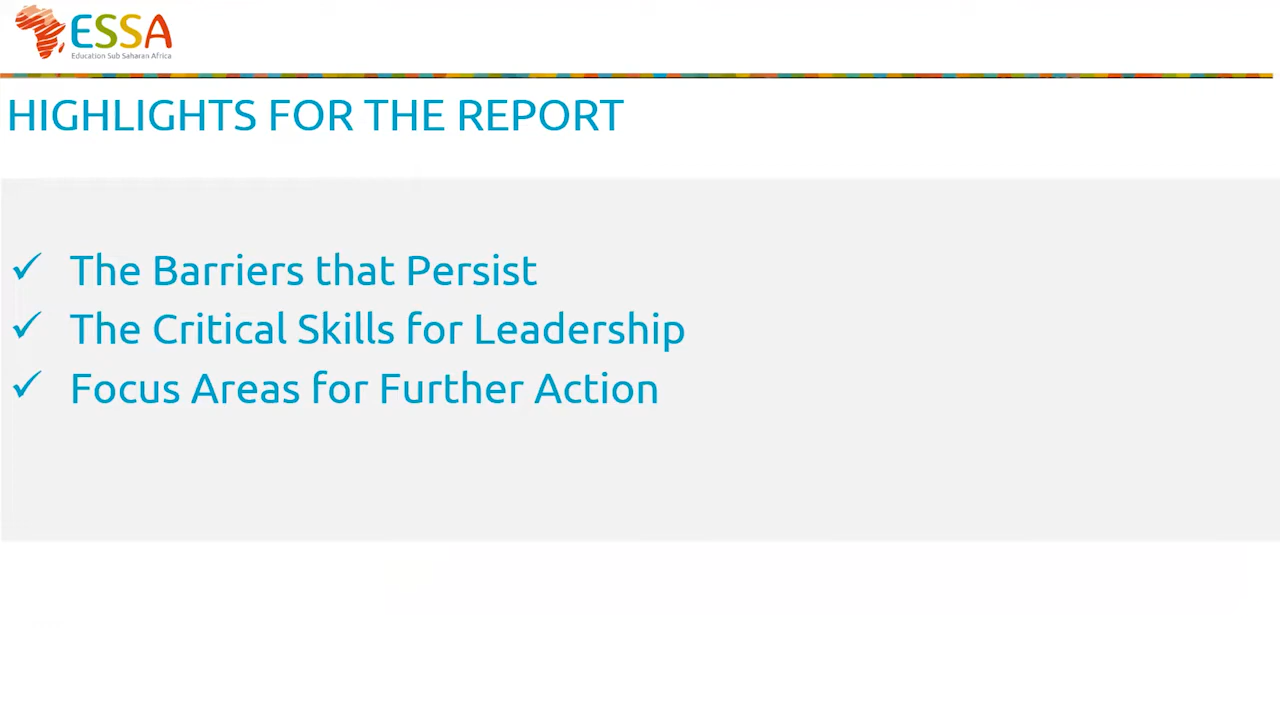 ESSA
Education Sub Saharan Africa
HIGHLIGHTS FOR THE REPORT
✓ The Barriers that Persist
✓ The Critical Skills for Leadership
✓ Focus Areas for Further Action